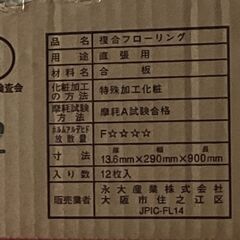 検査会
品名 複合フローリング
用途 直張用
材料 合板
化粧加工の方法 特殊加工化粧
摩耗試験方法 摩耗A試験合格
ホルムアルデヒド放散量 F☆☆☆☆
厚 幅 長
寸法 13.6mm×290mm×900mm
入り数 12枚入り
販売業者 永大産業株式会社
大阪市住之江区
JPIC-FL14